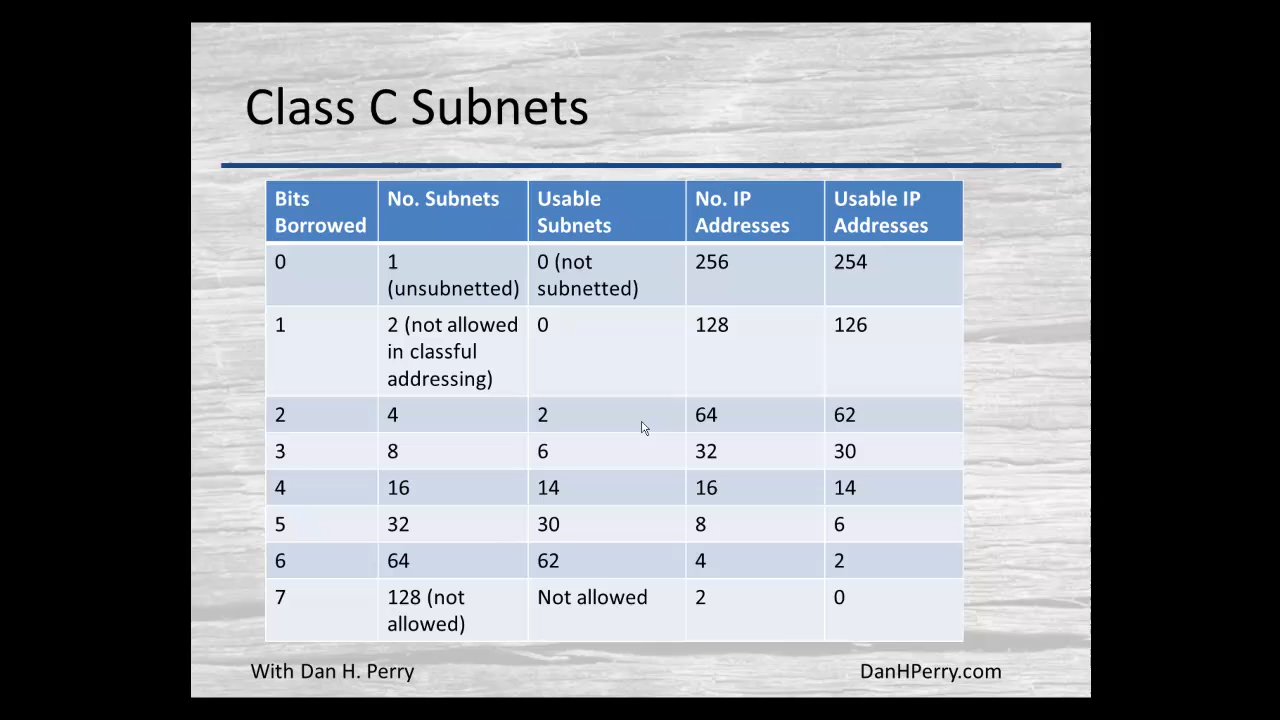 Class C Subnets
Bits Borrowed | No. Subnets | Usable Subnets | No. IP Addresses | Usable IP Addresses
0 | 1 (unsubnetted) | 0 (not subnetted) | 256 | 254
1 | 2 (not allowed in classful addressing) | 0 | 128 | 126
2 | 4 | 2 | 64 | 62
3 | 8 | 6 | 32 | 30
4 | 16 | 14 | 16 | 14
5 | 32 | 30 | 8 | 6
6 | 64 | 62 | 4 | 2
7 | 128 (not allowed) | Not allowed | 2 | 0
With Dan H. Perry
DanHPerry.com